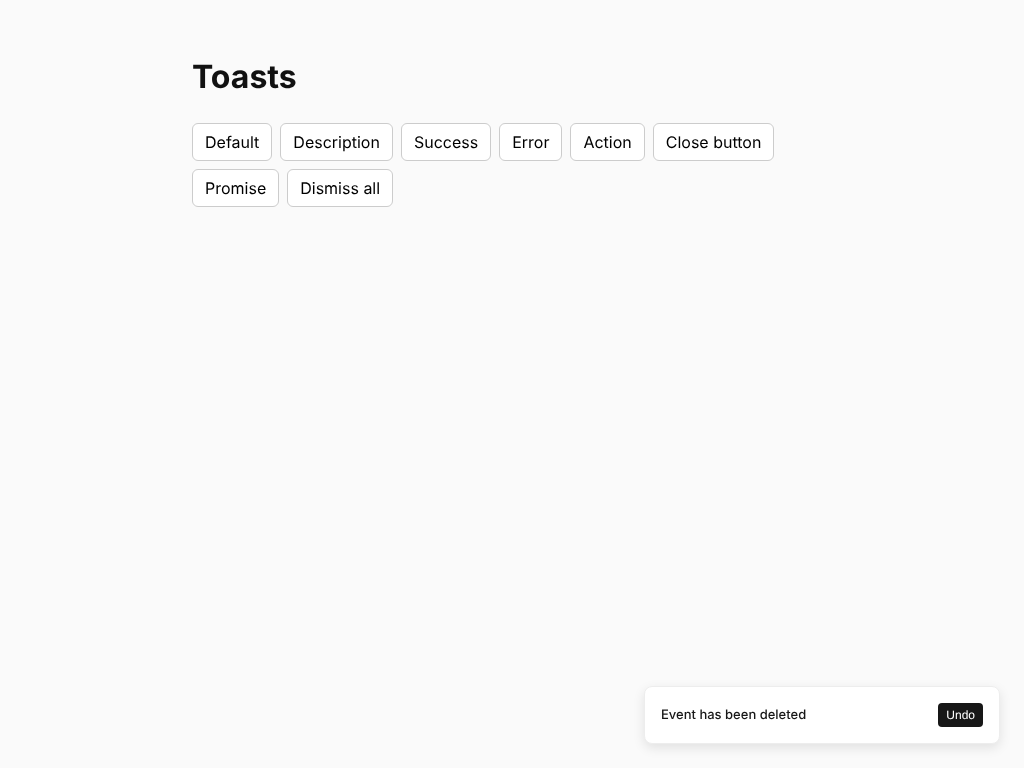 Toasts
Default Description Success Error Action Close button
Promise Dismiss all
Event has been deleted Undo